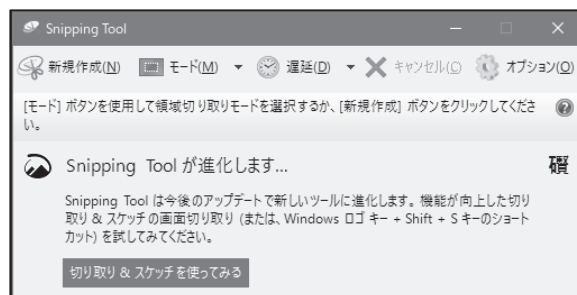 Snipping Tool
新規作成(N) モード(M) 遅延(D) キャンセル(C) オプション(O)
[モード] ボタンを使用して領域切り取りモードを選択するか、[新規作成] ボタンをクリックしてくださ
い。
Snipping Tool が進化します...
Snipping Tool は今後のアップデートで新しいツールに進化します。機能が向上した切り
取り & スケッチの画面切り取り (または、Windows ロゴ キー + Shift + S キーのショート
カット) を試してみてください。
切り取り & スケッチを使ってみる